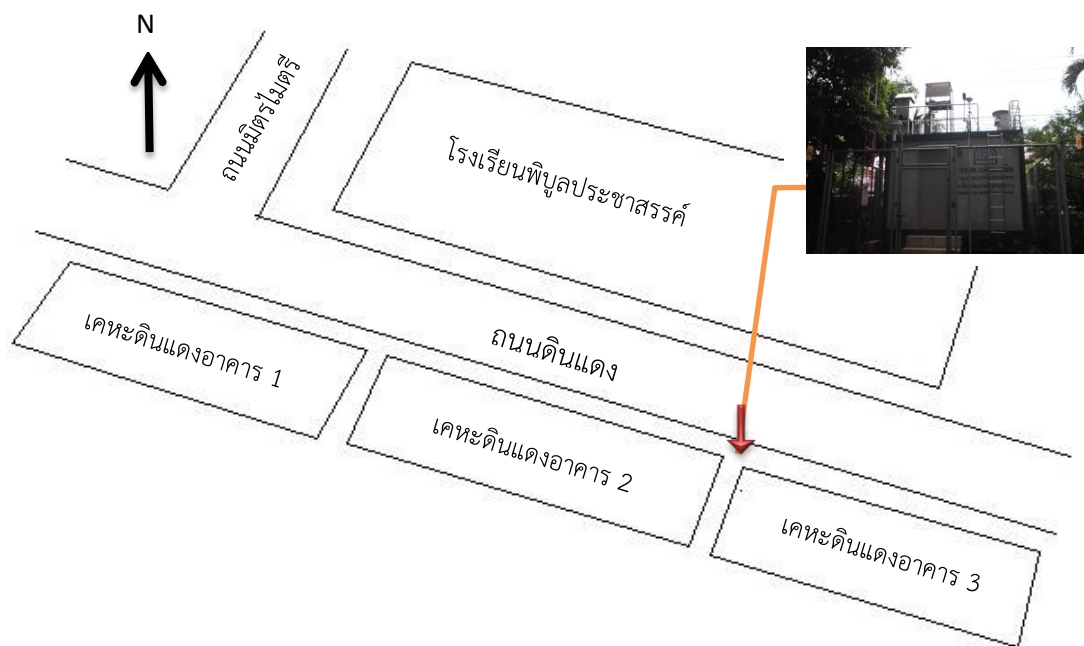 N
ถนนมิตรไมตรี
โรงเรียนพิบูลประชาสรรค์
ถนนดินแดง
เคหะดินแดงอาคาร 1
เคหะดินแดงอาคาร 2
เคหะดินแดงอาคาร 3